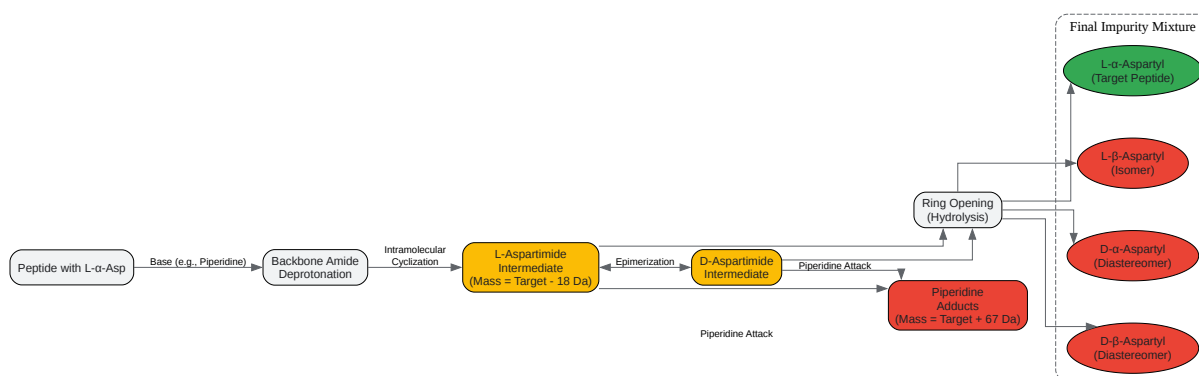 Final Impurity Mixture
L-α-Aspartyl
(Target Peptide)
L-β-Aspartyl
(Isomer)
Ring Opening
(Hydrolysis)
D-α-Aspartyl
(Diastereomer)
Peptide with L-α-Asp
Base (e.g., Piperidine)
Backbone Amide
Deprotonation
Intramolecular
Cyclization
L-Aspartimide
Intermediate
(Mass = Target - 18 Da)
Epimerization
D-Aspartimide
Intermediate
Piperidine Attack
Piperidine
Adducts
(Mass = Target + 67 Da)
Piperidine Attack
D-β-Aspartyl
(Diastereomer)